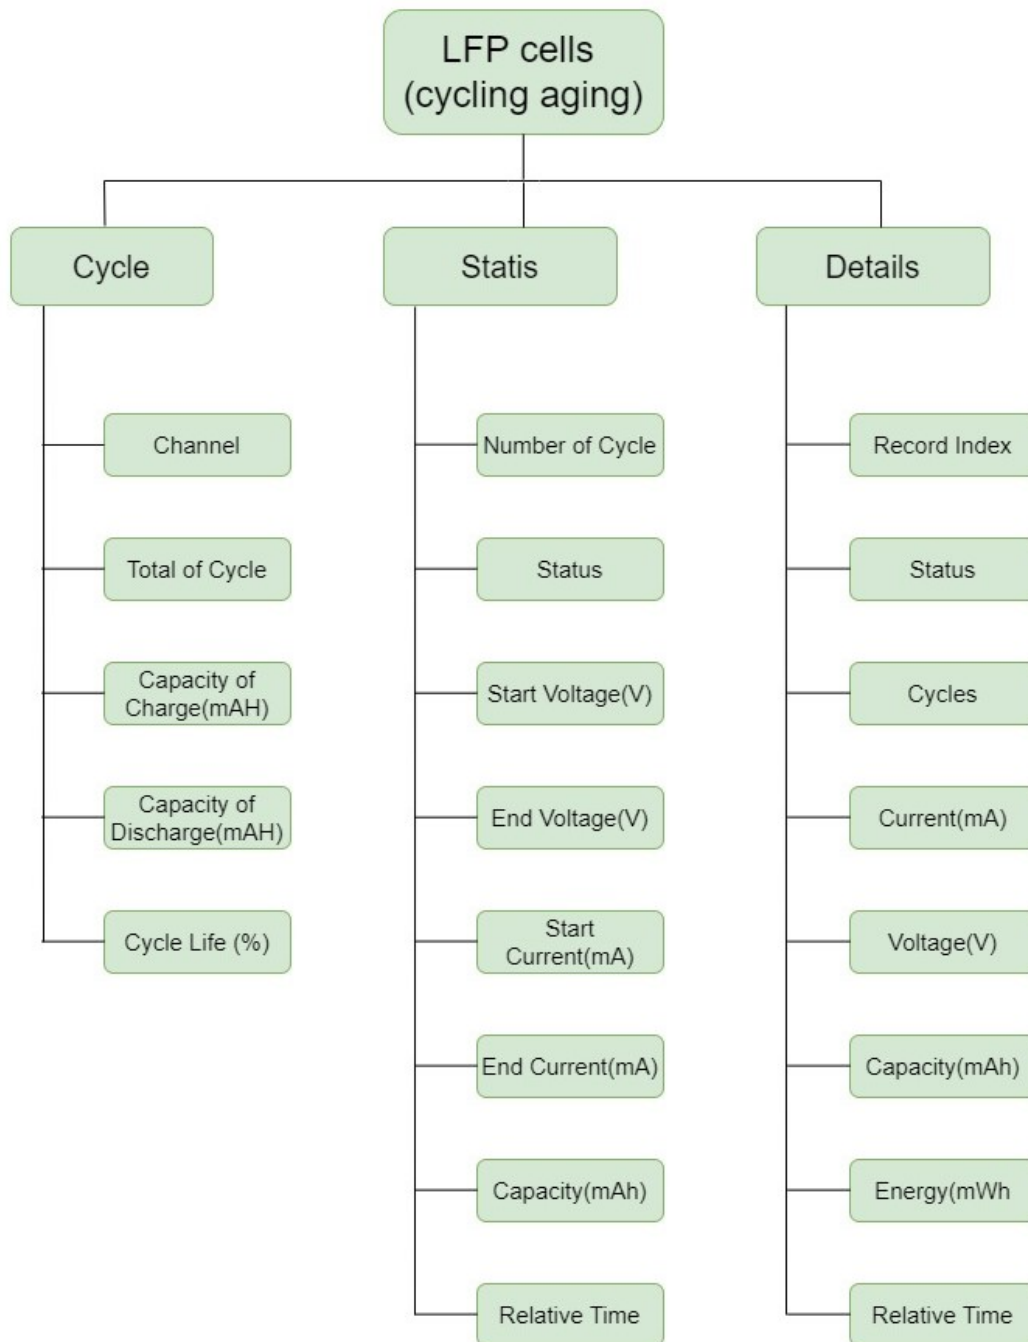 LFP cells
(cycling aging)
Cycle
Statis
Details
Channel
Total of Cycle
Capacity of
Charge(mAH)
Capacity of
Discharge(mAH)
Cycle Life (%)
Number of Cycle
Status
Start Voltage(V)
End Voltage(V)
Start
Current(mA)
End Current(mA)
Capacity(mAh)
Relative Time
Record Index
Status
Cycles
Current(mA)
Voltage(V)
Capacity(mAh)
Energy(mWh
Relative Time